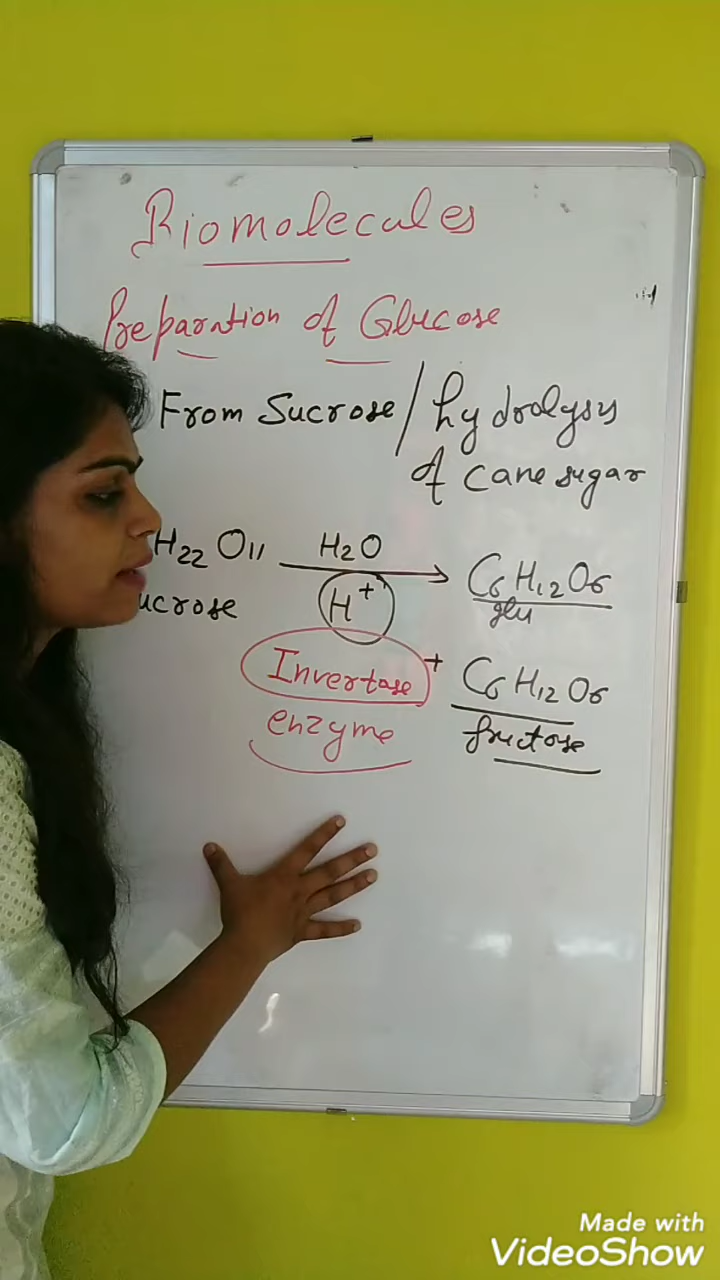 Biomolecules
Preparation of Glucose
From Sucrose / hydrolysis
of cane sugar
H22 O11 H2O C6 H12 O6
ucrose H+ glu
Invertase + C6 H12 O6
enzyme fructose
Made with
VideoShow